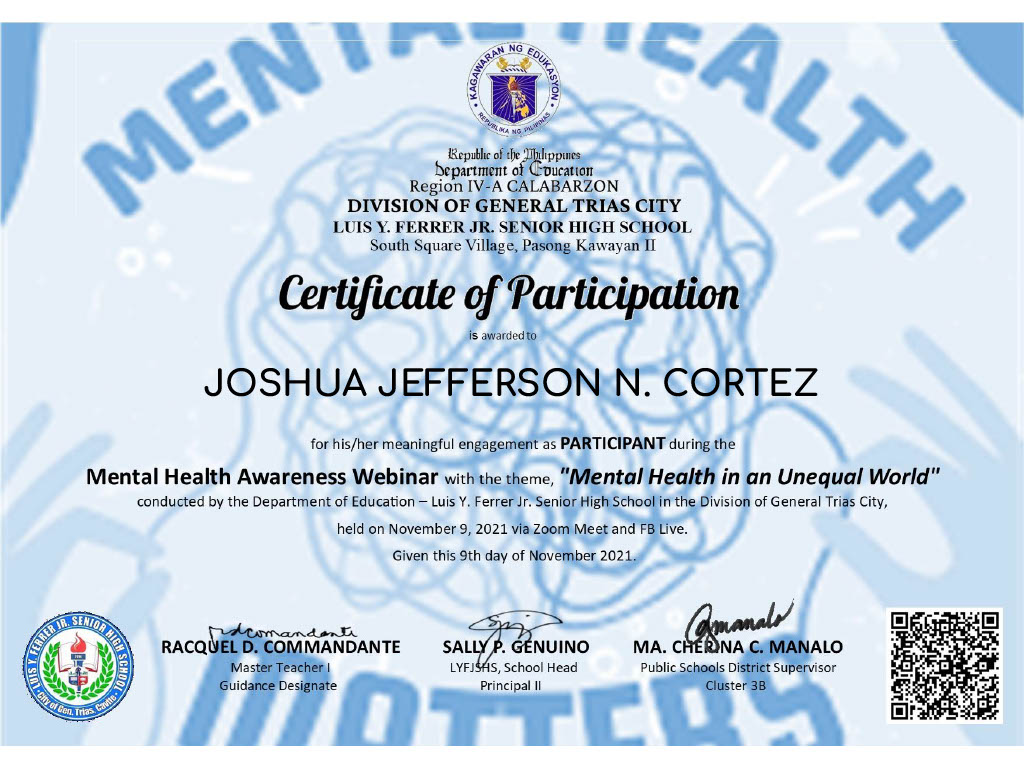 MENTAL HEALTH
KAGAWARAN NG EDUKASYON
REPUBLIKA NG PILIPINAS
Republic of the Philippines
Department of Education
Region IV-A CALABARZON
DIVISION OF GENERAL TRIAS CITY
LUIS Y. FERRER JR. SENIOR HIGH SCHOOL
South Square Village, Pasong Kawayan II
Certificate of Participation
is awarded to
JOSHUA JEFFERSON N. CORTEZ
for his/her meaningful engagement as PARTICIPANT during the
Mental Health Awareness Webinar with the theme, "Mental Health in an Unequal World"
conducted by the Department of Education – Luis Y. Ferrer Jr. Senior High School in the Division of General Trias City,
held on November 9, 2021 via Zoom Meet and FB Live.
Given this 9th day of November 2021.
RACQUEL D. COMMANDANTE
Master Teacher I
Guidance Designate
SALLY P. GENUINO
LYFJSHS, School Head
Principal II
MA. CHERINA C. MANALO
Public Schools District Supervisor
Cluster 3B
LUIS Y. FERRER JR. SENIOR HIGH SCHOOL
City of Gen. Trias, Cavite
MATTERS